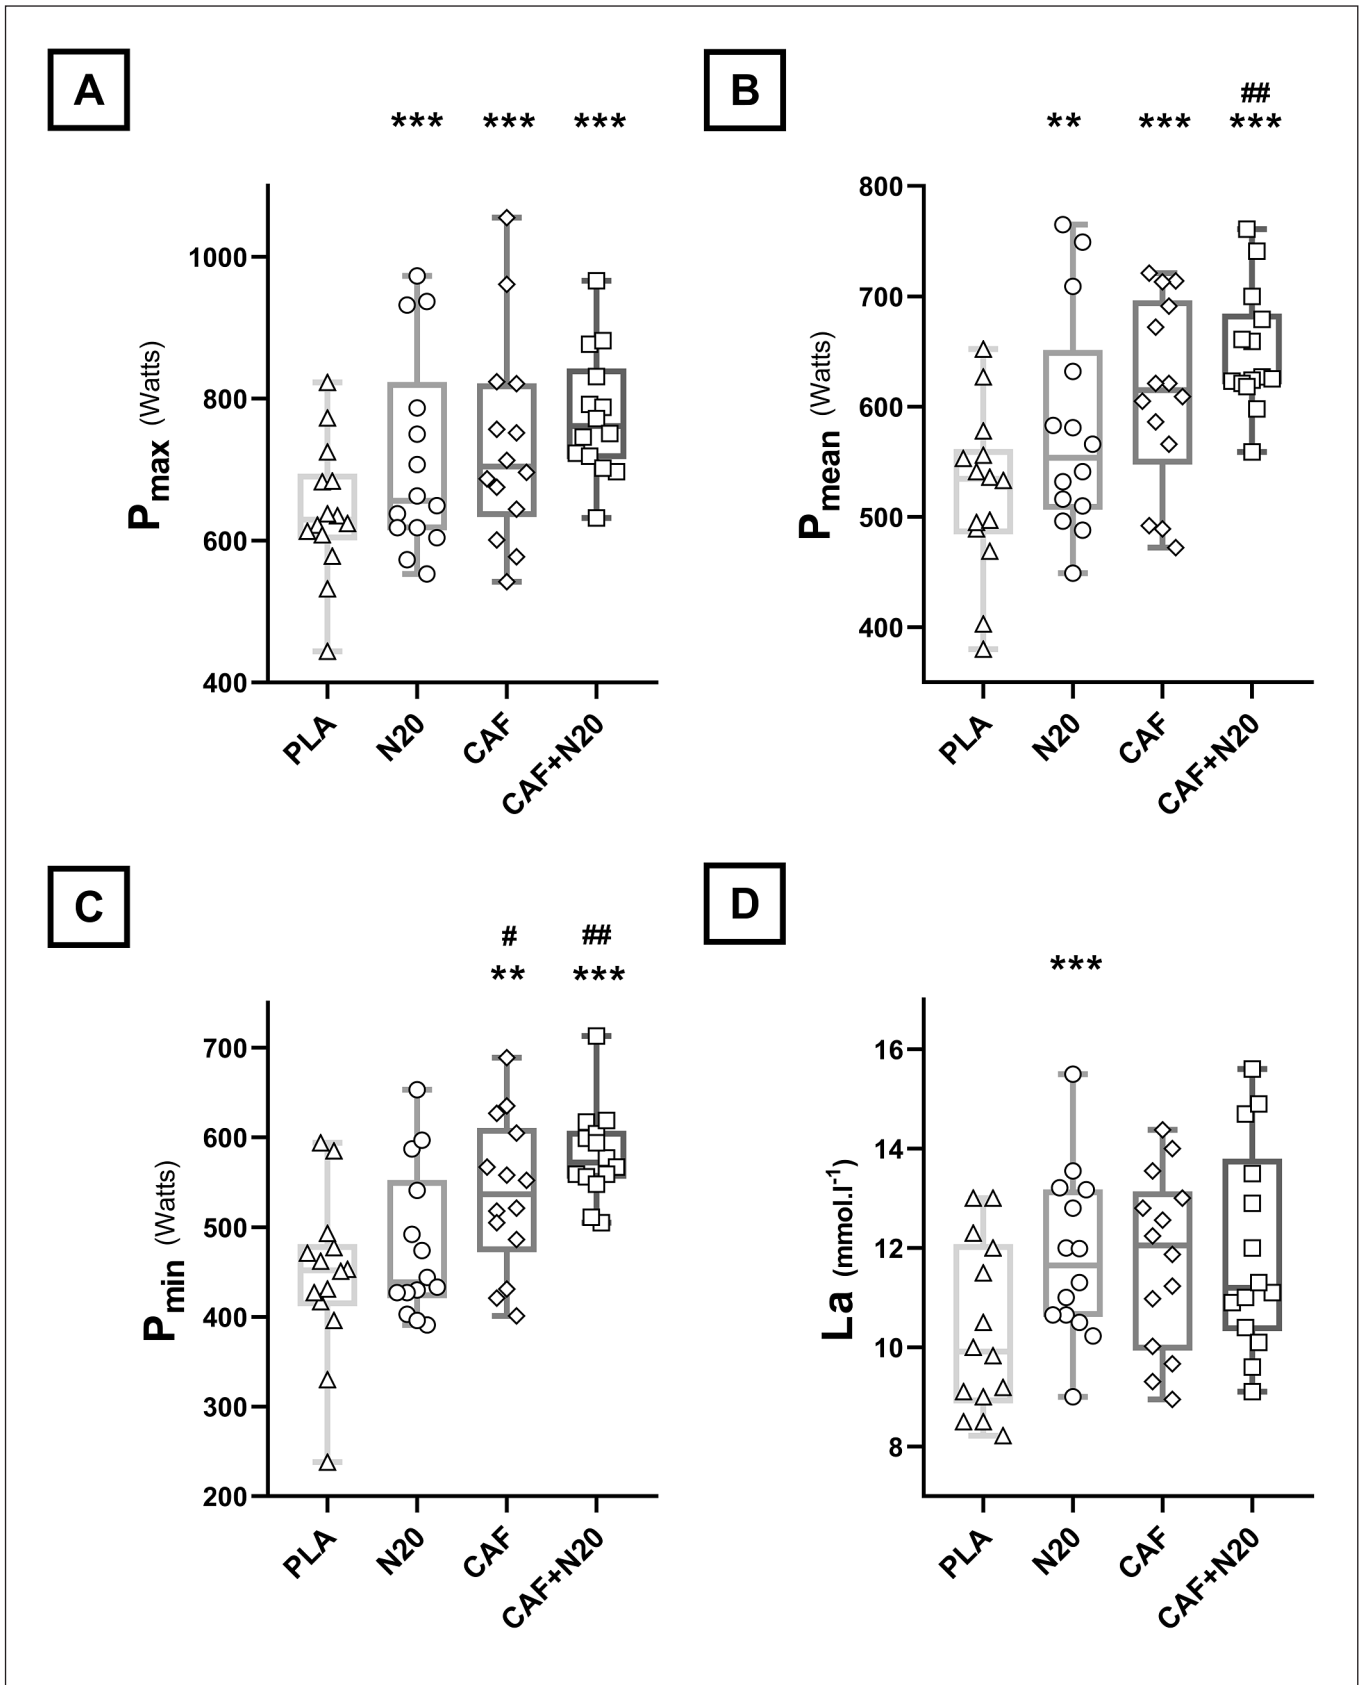 A
*** *** ***
1000
800
600
400
Pmax (Watts)
PLA
N20
CAF
CAF+N20
B
##
** *** ***
800
700
600
500
400
Pmean (Watts)
PLA
N20
CAF
CAF+N20
C
# ##
** ***
700
600
500
400
300
200
Pmin (Watts)
PLA
N20
CAF
CAF+N20
D
***
16
14
12
10
8
La (mmol.l-1)
PLA
N20
CAF
CAF+N20